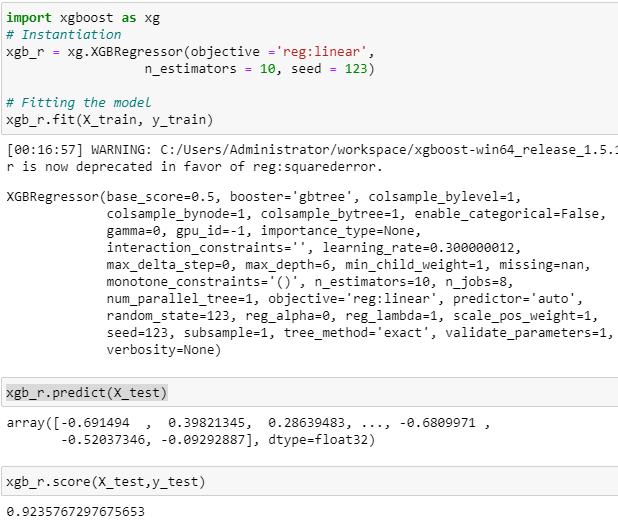 import xgboost as xg
# Instantiation
xgb_r = xg.XGBRegressor(objective ='reg:linear',
n_estimators = 10, seed = 123)
# Fitting the model
xgb_r.fit(X_train, y_train)
[00:16:57] WARNING: C:/Users/Administrator/workspace/xgboost-win64_release_1.5.1
r is now deprecated in favor of reg:squarederror.
XGBRegressor(base_score=0.5, booster='gbtree', colsample_bylevel=1,
colsample_bynode=1, colsample_bytree=1, enable_categorical=False,
gamma=0, gpu_id=-1, importance_type=None,
interaction_constraints='', learning_rate=0.300000012,
max_delta_step=0, max_depth=6, min_child_weight=1, missing=nan,
monotone_constraints='()', n_estimators=10, n_jobs=8,
num_parallel_tree=1, objective='reg:linear', predictor='auto',
random_state=123, reg_alpha=0, reg_lambda=1, scale_pos_weight=1,
seed=123, subsample=1, tree_method='exact', validate_parameters=1,
verbosity=None)
xgb_r.predict(X_test)
array([-0.691494  ,  0.39821345,  0.28639483, ..., -0.6809971 ,
-0.52037346, -0.09292887], dtype=float32)
xgb_r.score(X_test,y_test)
0.9235767297675653